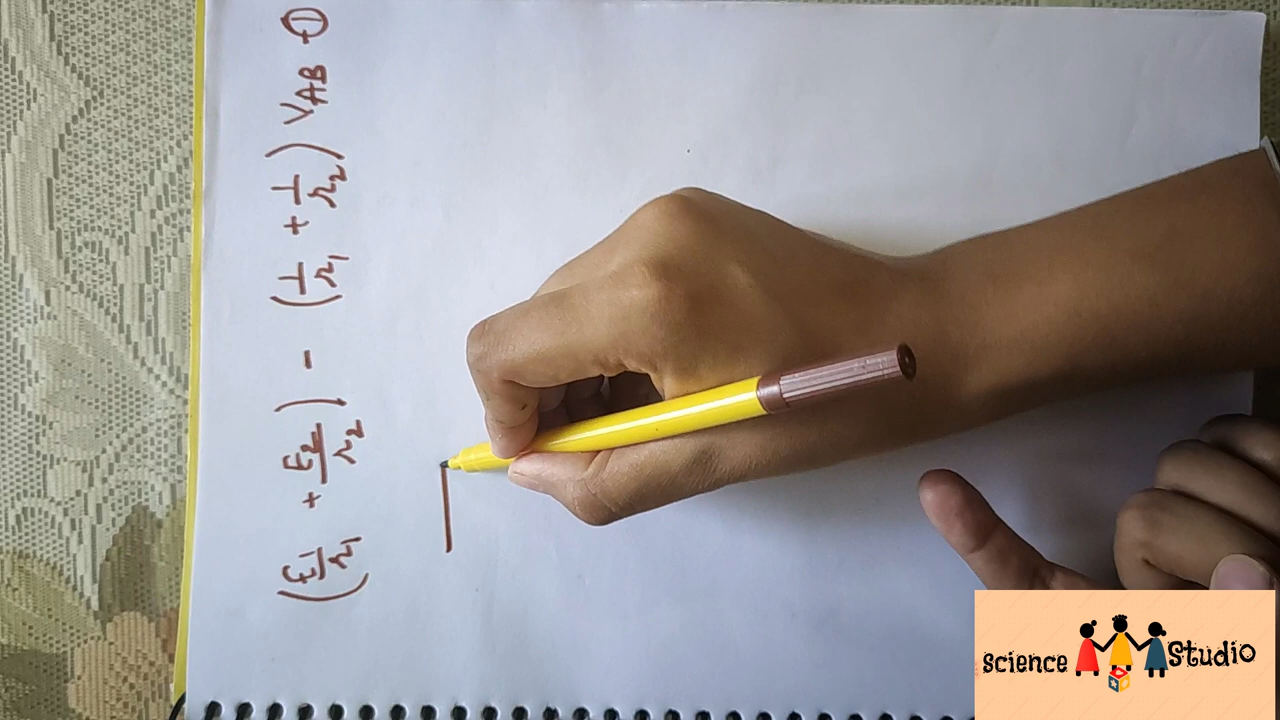 (E1/r1 + E2/r2) - (1/r1 + 1/r2) VAB -①
Science Studio